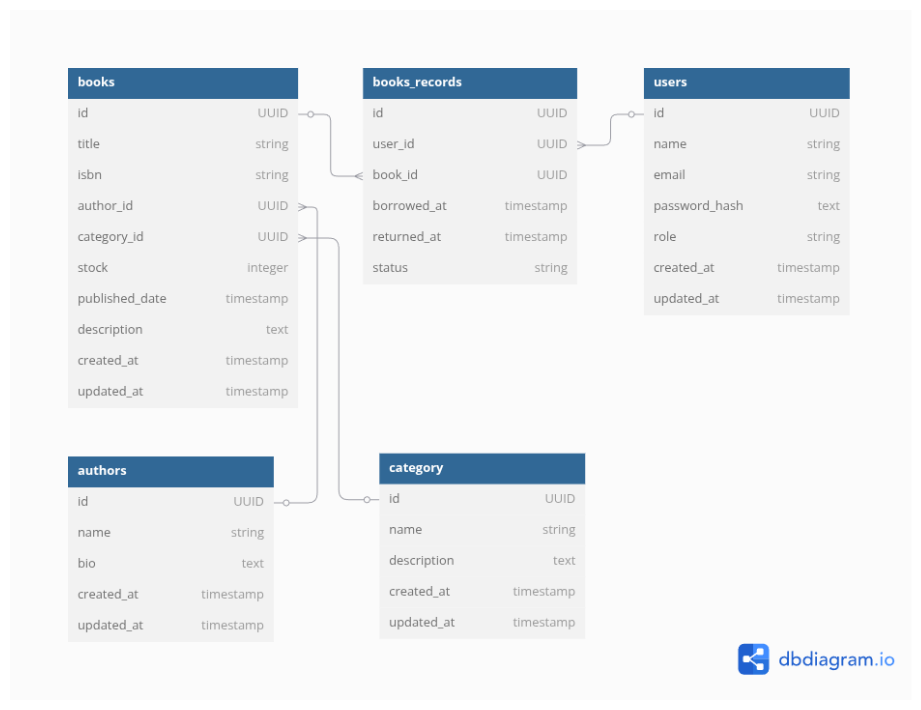 books
id UUID
title string
isbn string
author_id UUID
category_id UUID
stock integer
published_date timestamp
description text
created_at timestamp
updated_at timestamp
books_records
id UUID
user_id UUID
book_id UUID
borrowed_at timestamp
returned_at timestamp
status string
users
id UUID
name string
email string
password_hash text
role string
created_at timestamp
updated_at timestamp
authors
id UUID
name string
bio text
created_at timestamp
updated_at timestamp
category
id UUID
name string
description text
created_at timestamp
updated_at timestamp
dbdiagram.io